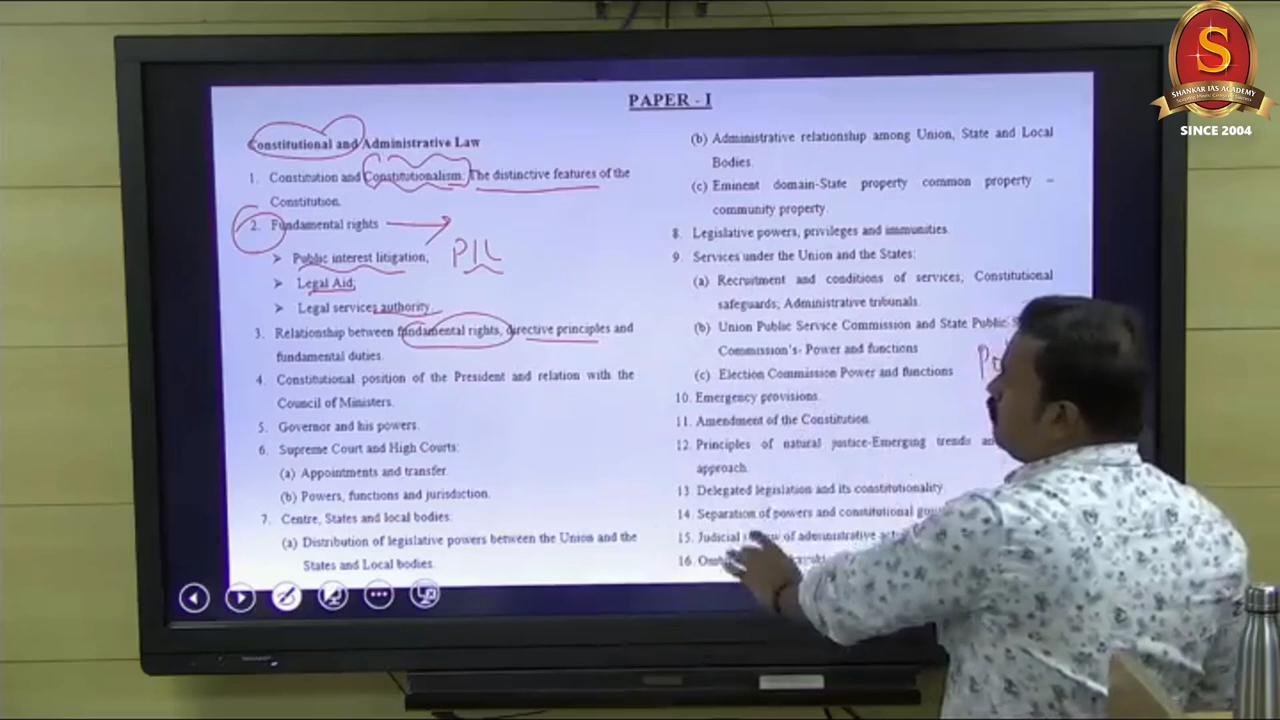 PAPER - I
Constitutional and Administrative Law
1. Constitution and Constitutionalism: The distinctive features of the
Constitution.
2. Fundamental rights
PIL
➤ Public interest litigation;
➤ Legal Aid;
➤ Legal services authority.
3. Relationship between fundamental rights, directive principles and
fundamental duties.
4. Constitutional position of the President and relation with the
Council of Ministers.
5. Governor and his powers.
6. Supreme Court and High Courts:
(a) Appointments and transfer.
(b) Powers, functions and jurisdiction.
7. Centre, States and local bodies:
(a) Distribution of legislative powers between the Union and the
States and Local bodies.
(b) Administrative relationship among Union, State and Local
Bodies.
(c) Eminent domain-State property common property –
community property.
8. Legislative powers, privileges and immunities.
9. Services under the Union and the States:
(a) Recruitment and conditions of services; Constitutional
safeguards; Administrative tribunals.
(b) Union Public Service Commission and State Public
Commission's- Power and functions
(c) Election Commission Power and functions
10. Emergency provisions.
11. Amendment of the Constitution.
12. Principles of natural justice-Emerging trends
approach.
13 Delegated legislation and its constitutionality
14. Separation of powers and constitutional
15. Judicial of administrative
16.
S
SHANKAR IAS ACADEMY
SINCE 2004